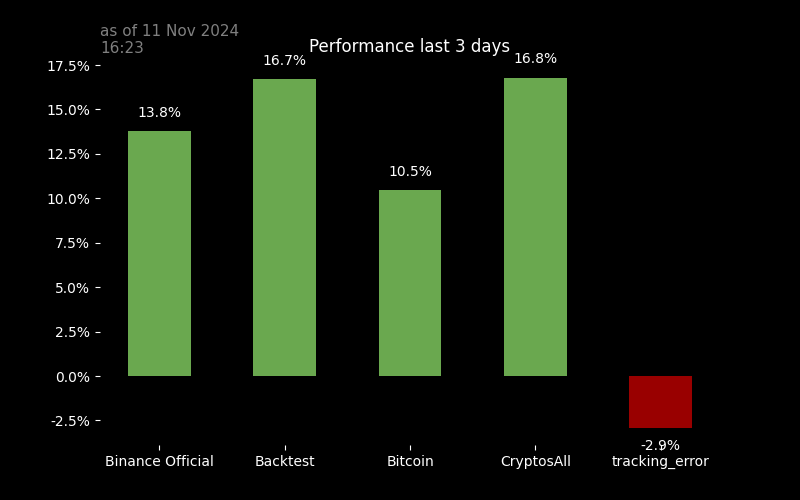 as of 11 Nov 2024
16:23
Performance last 3 days
17.5%
15.0%
12.5%
10.0%
7.5%
5.0%
2.5%
0.0%
-2.5%
13.8%
16.7%
10.5%
16.8%
-2.9%
Binance Official
Backtest
Bitcoin
CryptosAll
tracking_error